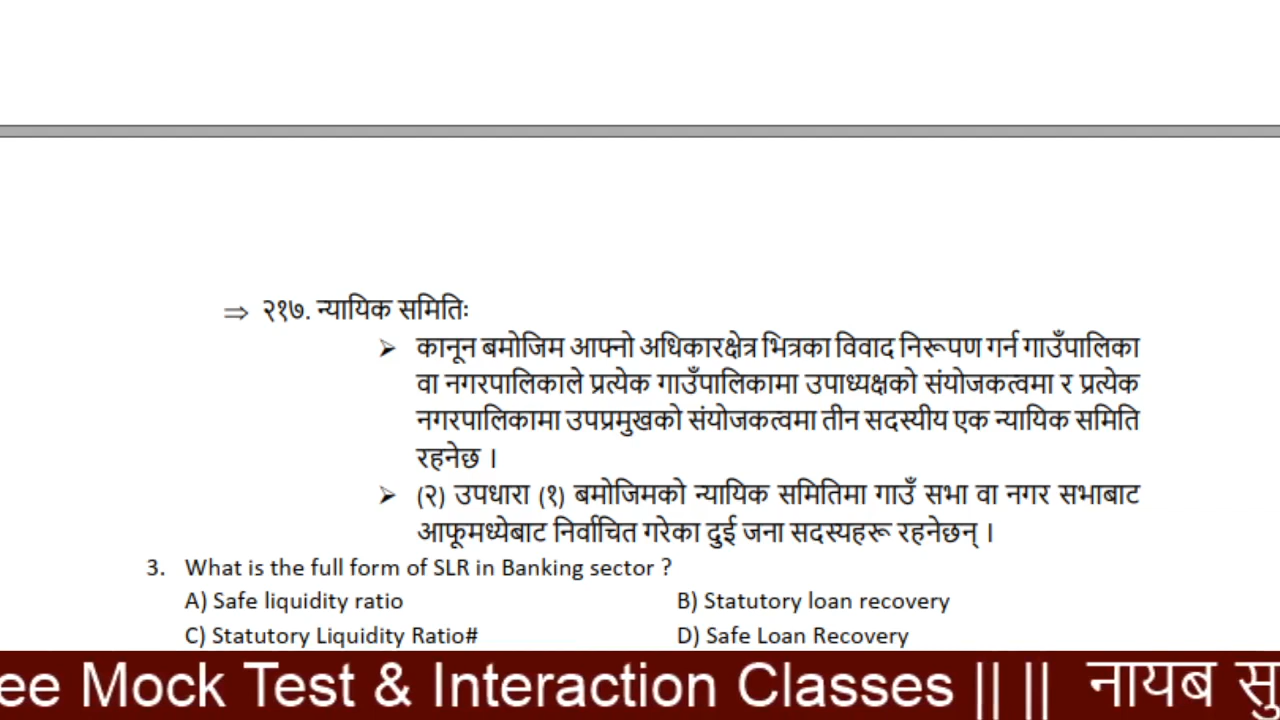 ⇒ २१७. न्यायिक समितिः
➢ कानून बमोजिम आफ्नो अधिकारक्षेत्र भित्रका विवाद निरूपण गर्न गाउँपालिका
वा नगरपालिकाले प्रत्येक गाउँपालिकामा उपाध्यक्षको संयोजकत्वमा र प्रत्येक
नगरपालिकामा उपप्रमुखको संयोजकत्वमा तीन सदस्यीय एक न्यायिक समिति
रहनेछ ।
➢ (२) उपधारा (१) बमोजिमको न्यायिक समितिमा गाउँ सभा वा नगर सभाबाट
आफूमध्येबाट निर्वाचित गरेका दुई जना सदस्यहरू रहनेछन् ।
3. What is the full form of SLR in Banking sector ?
A) Safe liquidity ratio B) Statutory loan recovery
C) Statutory Liquidity Ratio# D) Safe Loan Recovery
ee Mock Test & Interaction Classes || || नायब सु